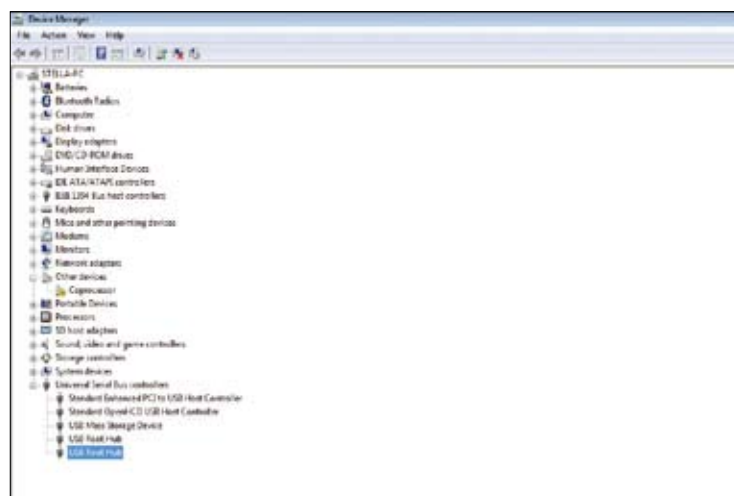 Device Manager
File Action View Help
STELLA-PC
Batteries
Bluetooth Radios
Computer
Disk drives
Display adapters
DVD/CD-ROM drives
Human Interface Devices
IDE ATA/ATAPI controllers
IEEE 1394 Bus host controllers
Keyboards
Mice and other pointing devices
Modems
Monitors
Network adapters
Other devices
Coprocessor
Portable Devices
Processors
SD host adapters
Sound, video and game controllers
Storage controllers
System devices
Universal Serial Bus controllers
Standard Enhanced PCI to USB Host Controller
Standard OpenHCD USB Host Controller
USB Mass Storage Device
USB Root Hub
USB Root Hub